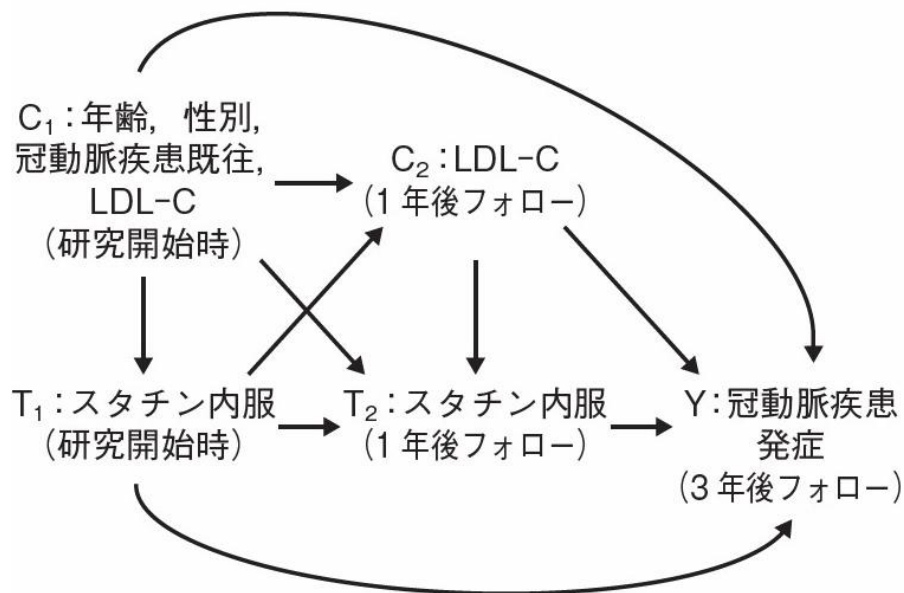 C₁：年齢，性別，
冠動脈疾患既往，
LDL-C
（研究開始時）
C₂：LDL-C
（1年後フォロー）
T₁：スタチン内服
（研究開始時）
T₂：スタチン内服
（1年後フォロー）
Y：冠動脈疾患
発症
（3年後フォロー）